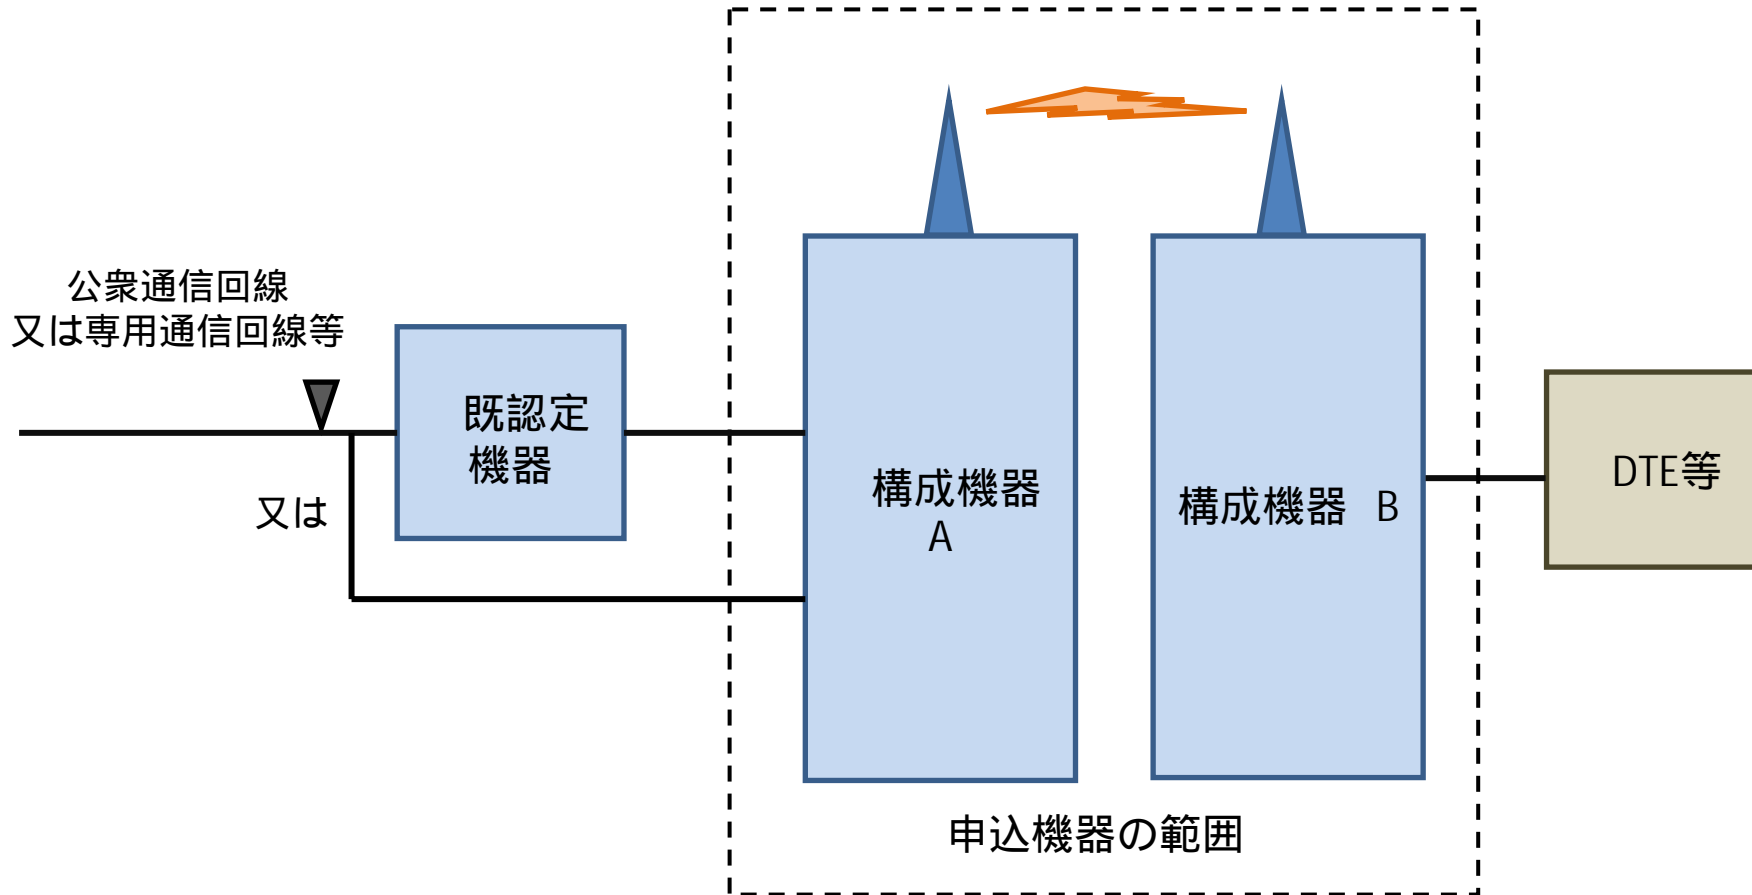 公衆通信回線
又は専用通信回線等
既認定
機器
又は
構成機器
A
構成機器 B
DTE等
申込機器の範囲